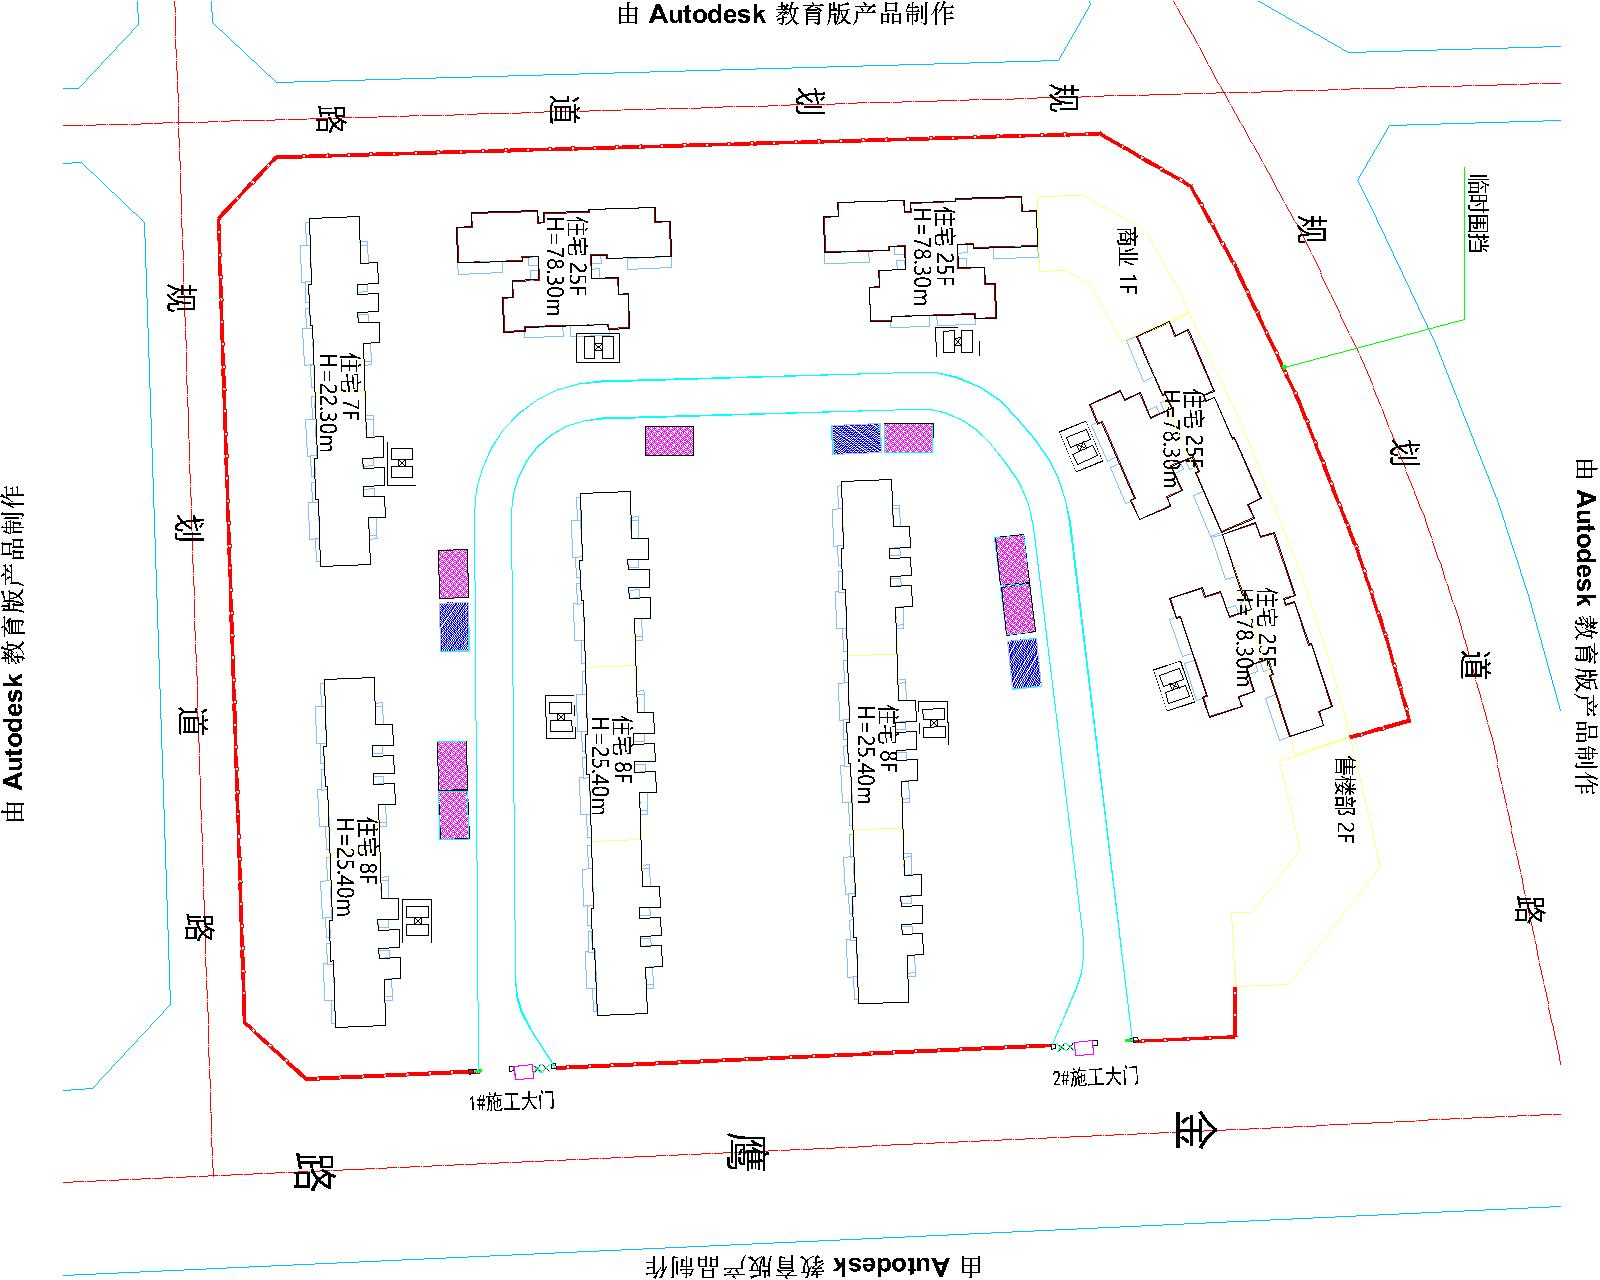 由 Autodesk 教育版产品制作
规
划
道
路
临时围挡
规
划
道
路
规
划
道
路
住宅 25F
H=78.30m
住宅 25F
H=78.30m
商业 1F
住宅 7F
H=22.30m
住宅 25F
H=78.30m
住宅 25F
H=78.30m
住宅 8F
H=25.40m
住宅 8F
H=25.40m
住宅 8F
H=25.40m
售楼部 2F
1#施工大门
2#施工大门
金
鹰
路
由 Autodesk 教育版产品制作
由 Autodesk 教育版产品制作
由 Autodesk 教育版产品制作